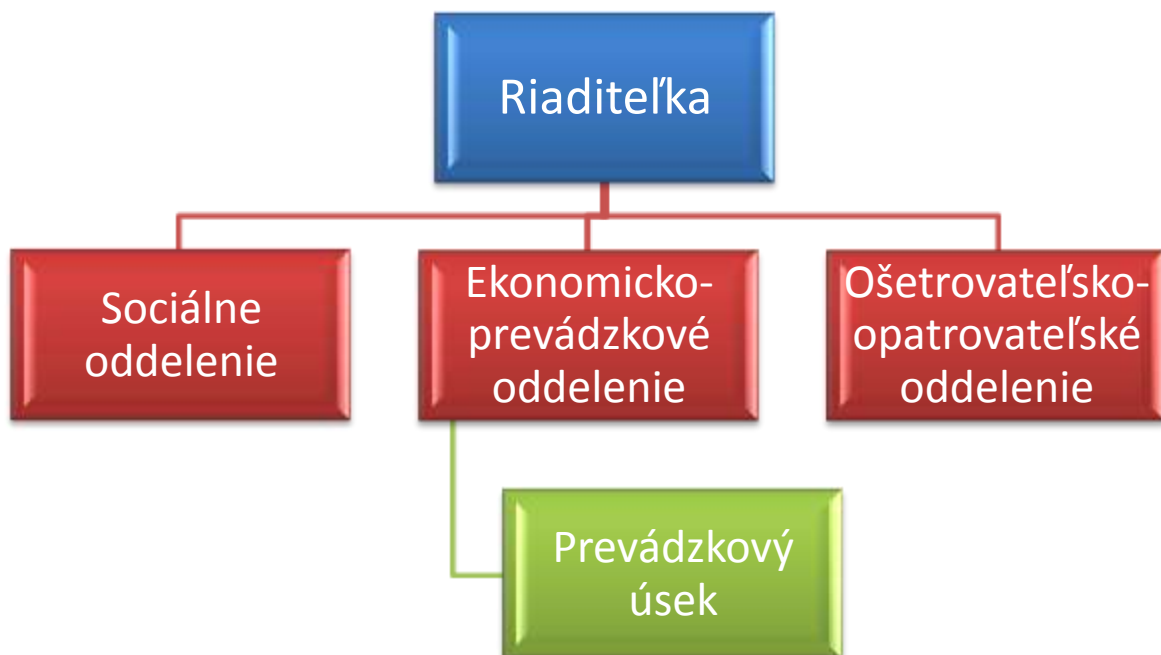 Riaditeľka
Sociálne
oddelenie
Ekonomicko-
prevádzkové
oddelenie
Ošetrovateľsko-
opatrovateľské
oddelenie
Prevádzkový
úsek